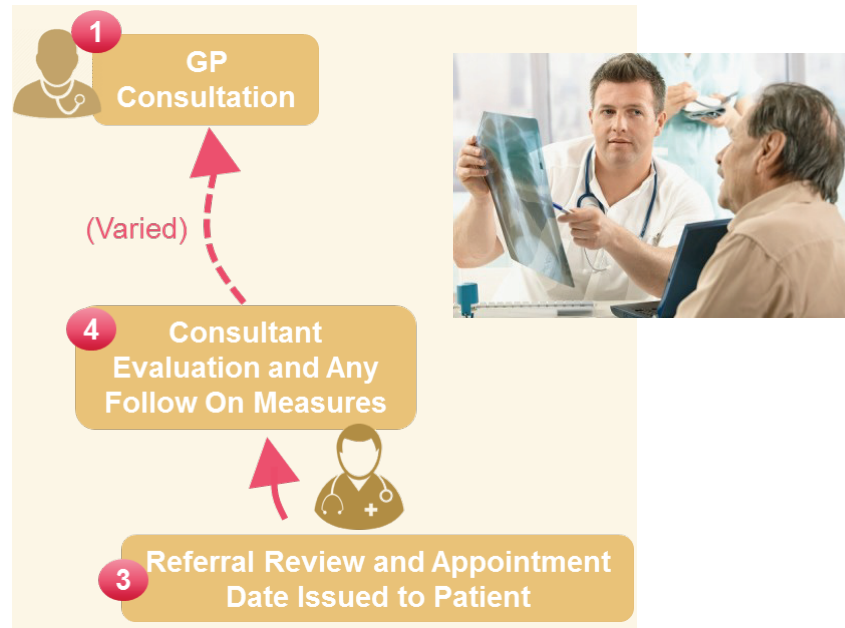 1
GP
Consultation
(Varied)
4
Consultant
Evaluation and Any
Follow On Measures
3
Referral Review and Appointment
Date Issued to Patient